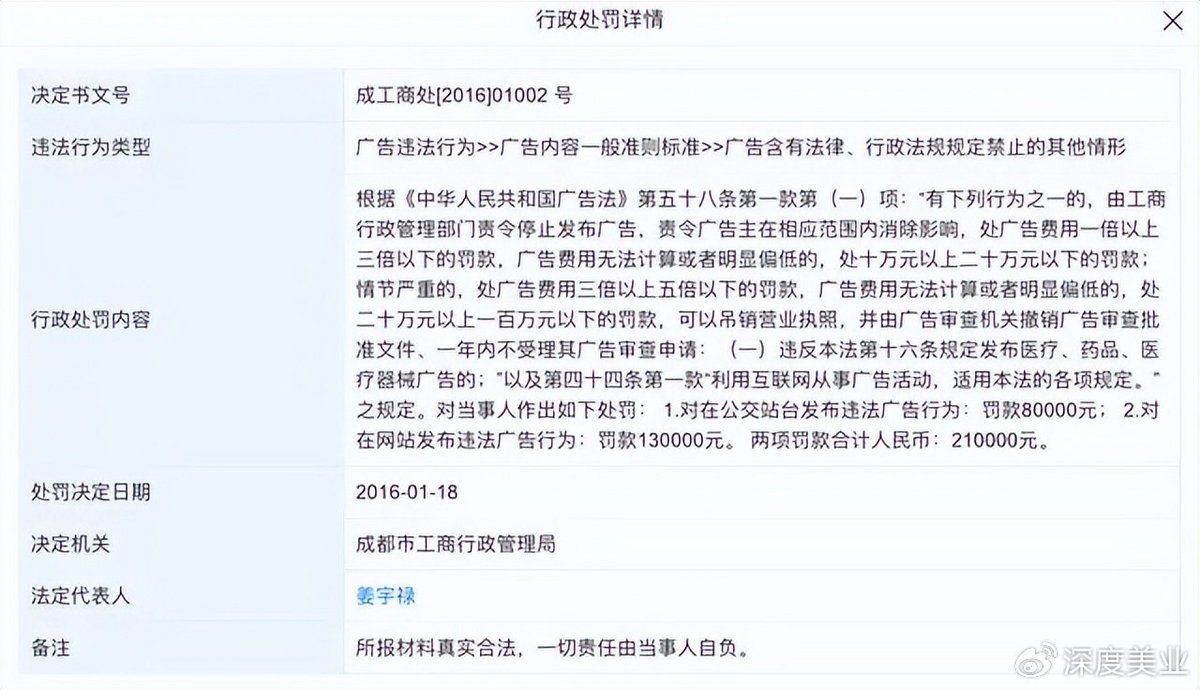 行政处罚详情
决定书文号
成工商处[2016]01002 号
违法行为类型
广告违法行为>>广告内容一般准则标准>>广告含有法律、行政法规规定禁止的其他情形
行政处罚内容
根据《中华人民共和国广告法》第五十八条第一款第（一）项："有下列行为之一的，由工商
行政管理部门责令停止发布广告，责令广告主在相应范围内消除影响，处广告费用一倍以上
三倍以下的罚款，广告费用无法计算或者明显偏低的，处十万元以上二十万元以下的罚款；
情节严重的，处广告费用三倍以上五倍以下的罚款，广告费用无法计算或者明显偏低的，处
二十万元以上一百万元以下的罚款，可以吊销营业执照，并由广告审查机关撤销广告审查批
准文件、一年内不受理其广告审查申请：（一）违反本法第十六条规定发布医疗、药品、医
疗器械广告的；"以及第四十四条第一款"利用互联网从事广告活动，适用本法的各项规定。"
之规定。对当事人作出如下处罚： 1.对在公交站台发布违法广告行为：罚款80000元； 2.对
在网站发布违法广告行为：罚款130000元。 两项罚款合计人民币：210000元。
处罚决定日期
2016-01-18
决定机关
成都市工商行政管理局
法定代表人
姜宇禄
备注
所报材料真实合法，一切责任由当事人自负。
深度美业